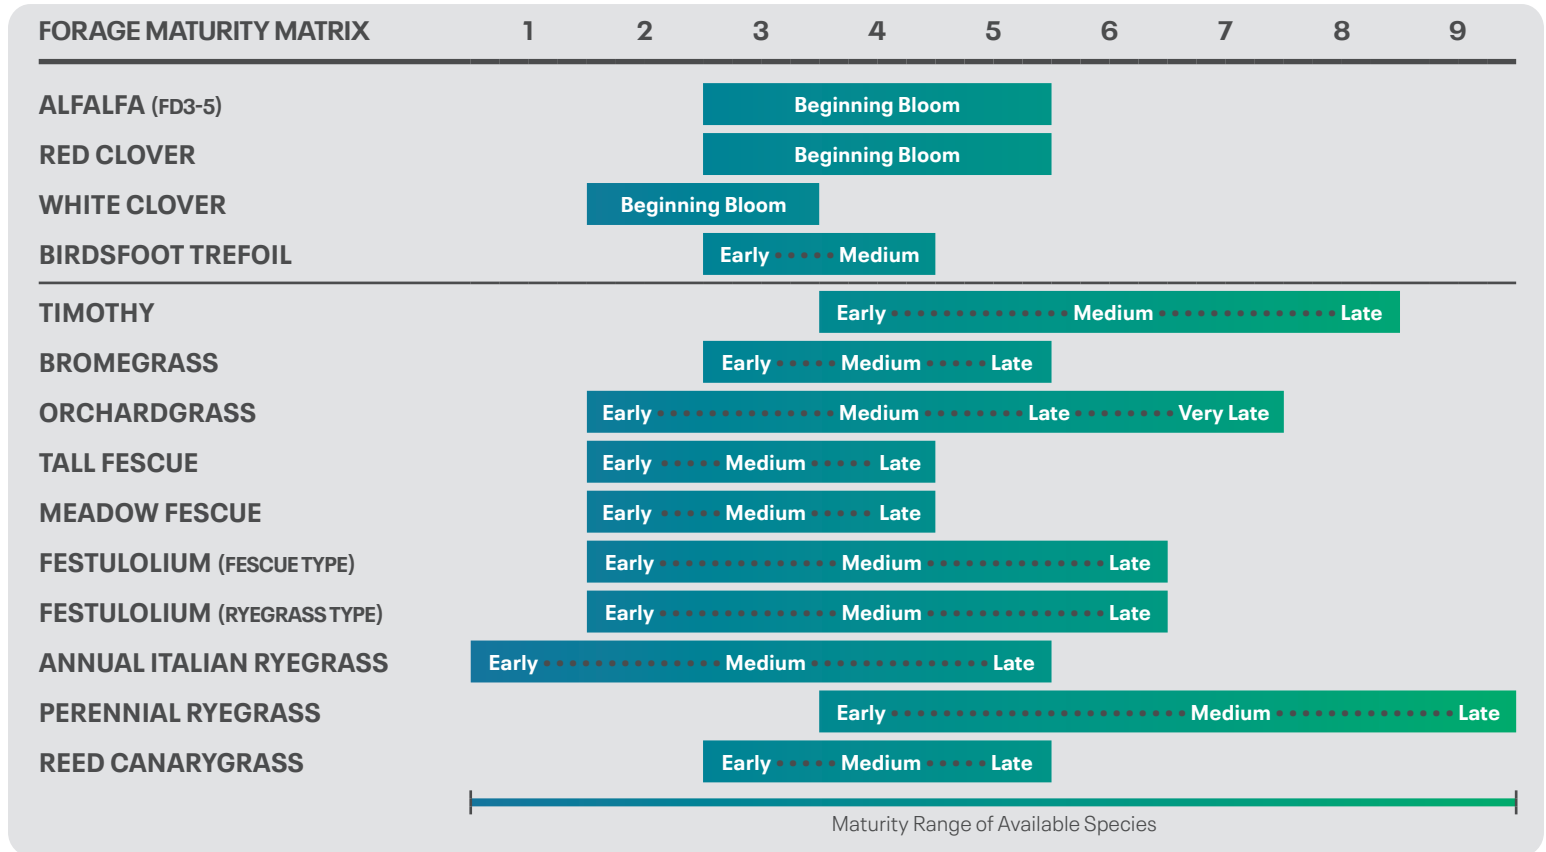 FORAGE MATURITY MATRIX 1 2 3 4 5 6 7 8 9
ALFALFA (FD3-5) Beginning Bloom
RED CLOVER Beginning Bloom
WHITE CLOVER Beginning Bloom
BIRDSFOOT TREFOIL Early Medium
TIMOTHY Early Medium Late
BROMEGRASS Early Medium Late
ORCHARDGRASS Early Medium Late Very Late
TALL FESCUE Early Medium Late
MEADOW FESCUE Early Medium Late
FESTULOLIUM (FESCUE TYPE) Early Medium Late
FESTULOLIUM (RYEGRASS TYPE) Early Medium Late
ANNUAL ITALIAN RYEGRASS Early Medium Late
PERENNIAL RYEGRASS Early Medium Late
REED CANARYGRASS Early Medium Late
Maturity Range of Available Species